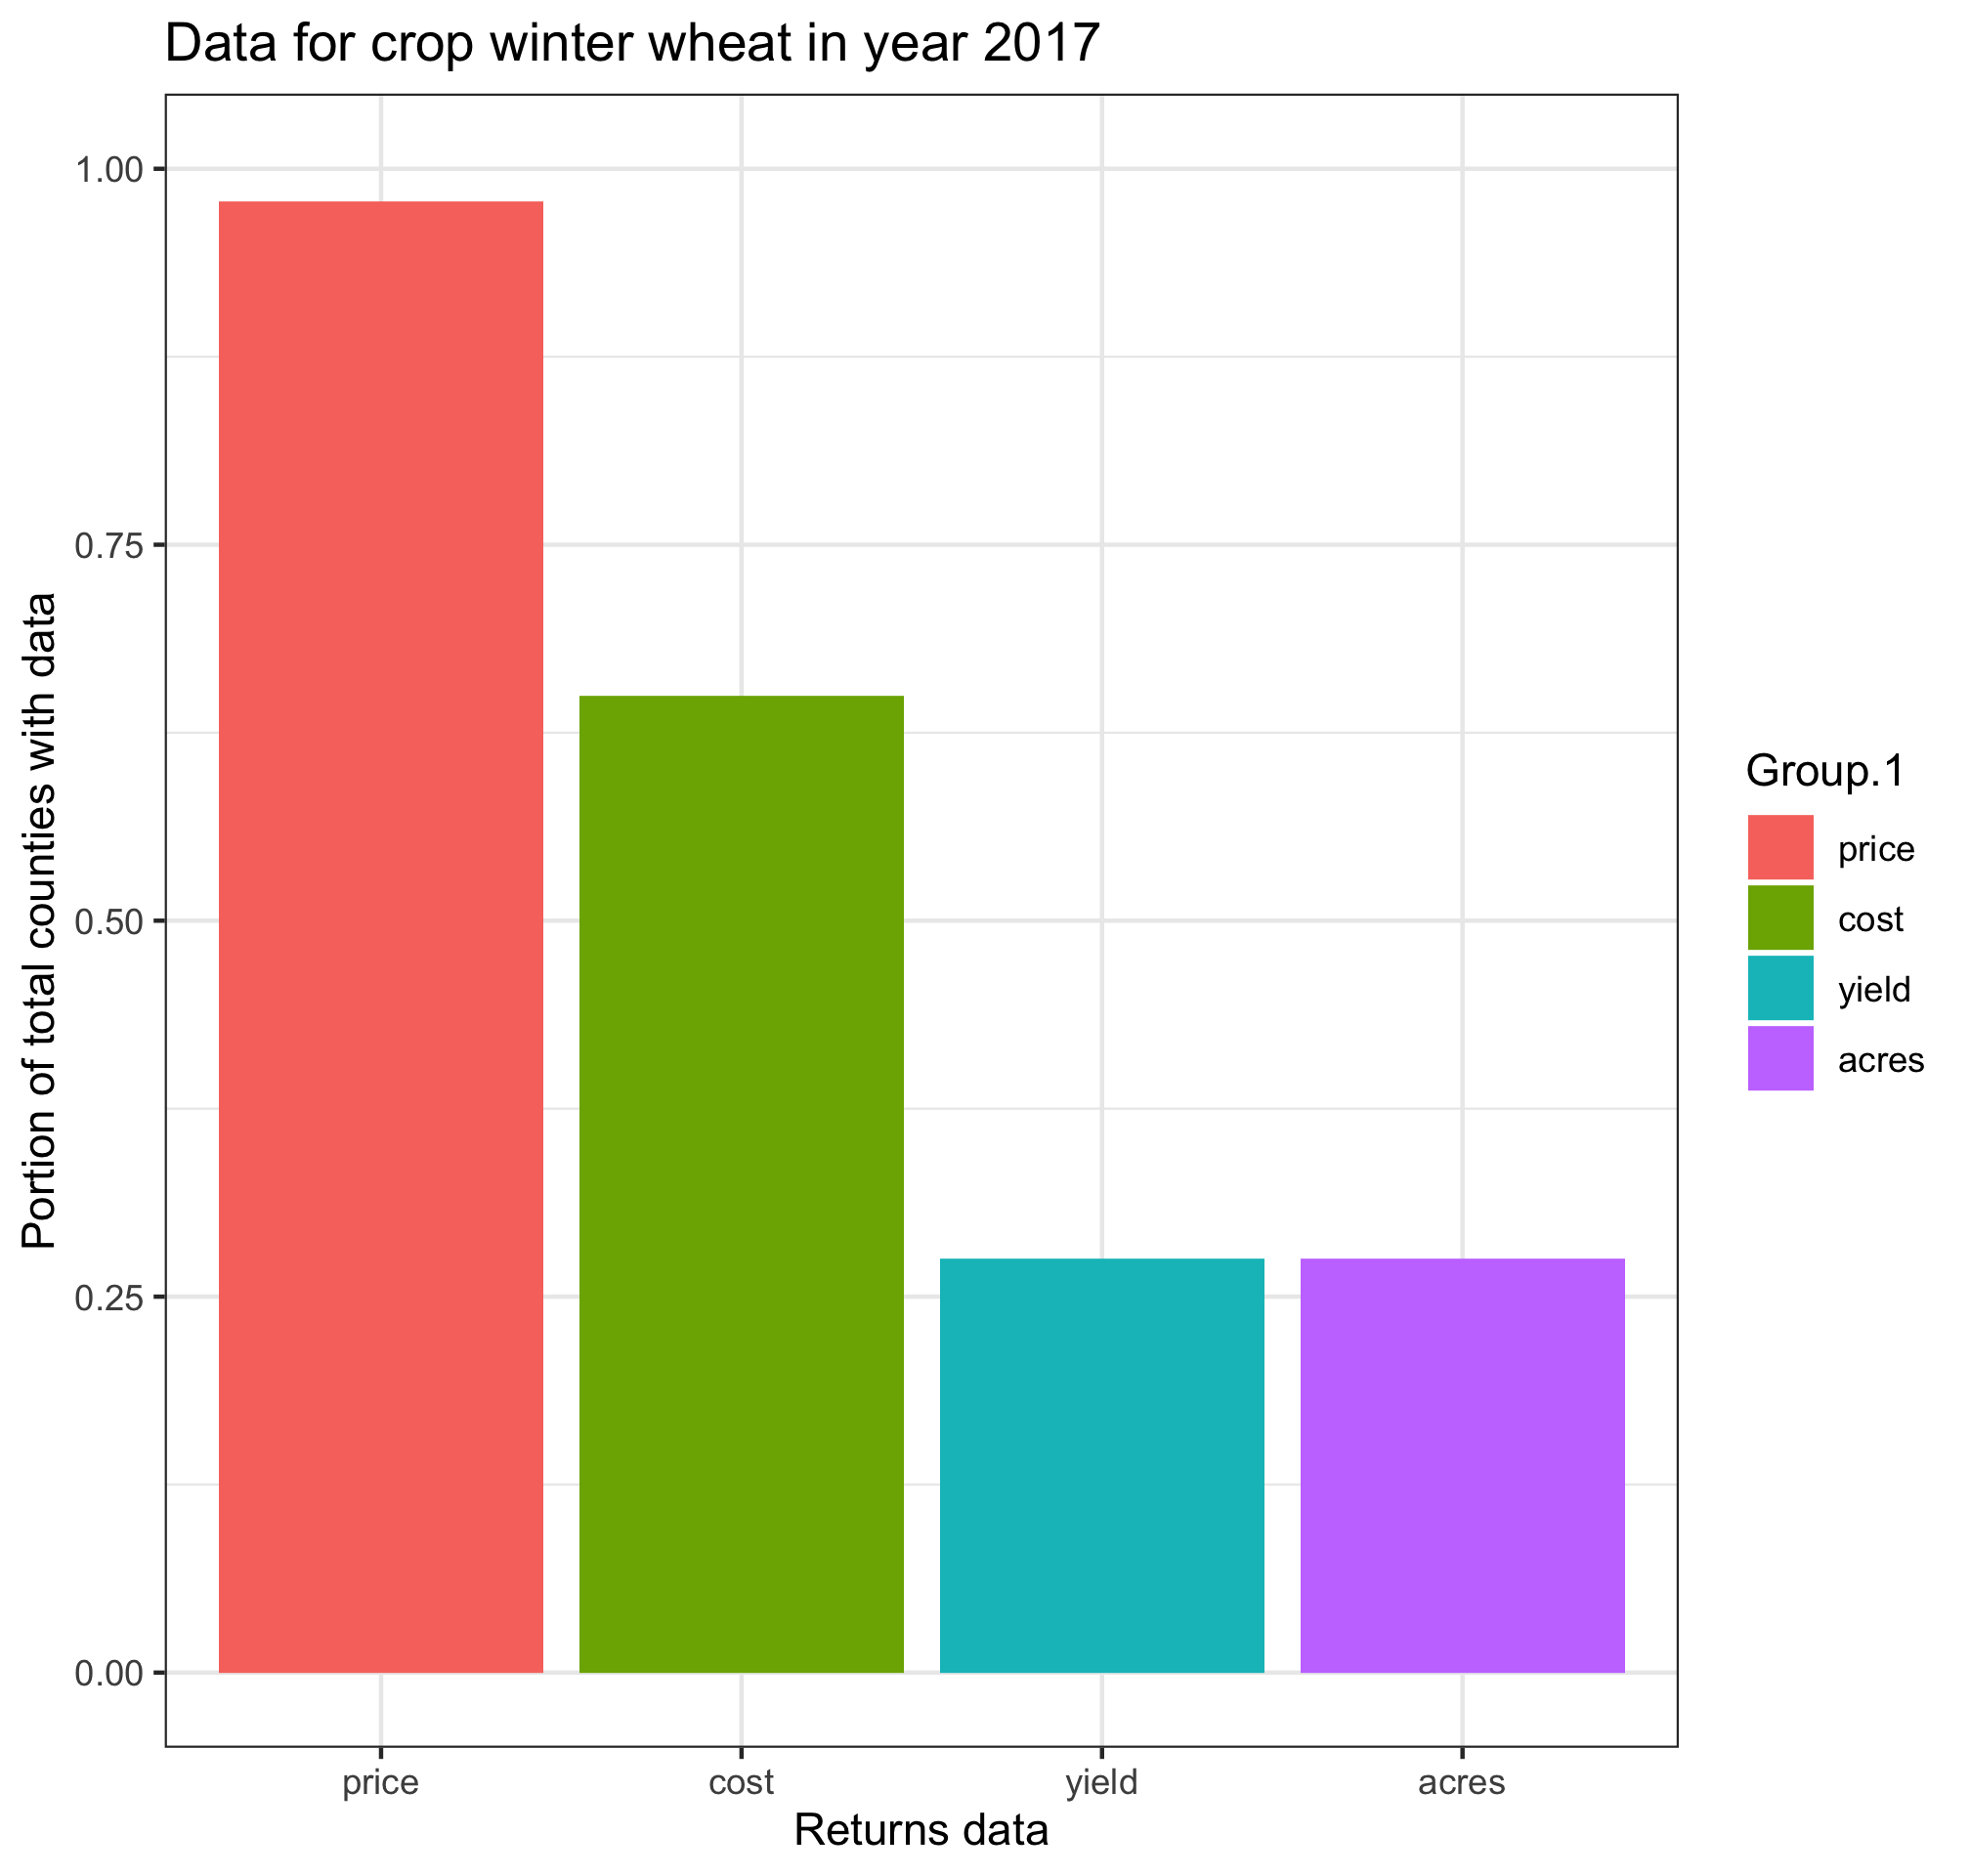 Data for crop winter wheat in year 2017
Portion of total counties with data
1.00
0.75
0.50
0.25
0.00
price
cost
yield
acres
Returns data
Group.1
price
cost
yield
acres